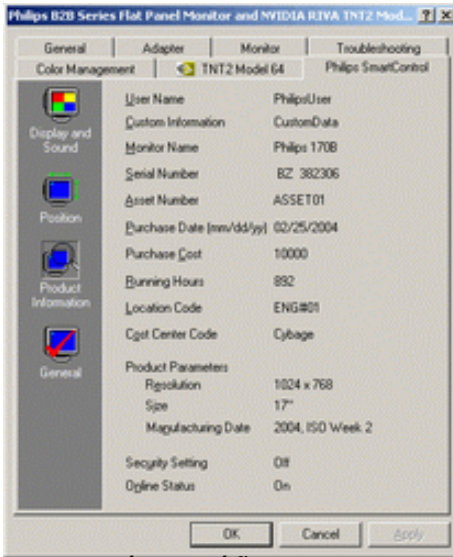 Philips B2B Series Flat Panel Monitor and NVIDIA RIVA TNT2 Mod...
General Adapter Monitor Troubleshooting
Color Management TNT2 Model 64 Philips SmartControl
Display and
Sound
Position
Product
Information
General
User Name PhilipsUser
Custom Information CustomData
Monitor Name Philips 170B
Serial Number BZ 382306
Asset Number ASSET01
Purchase Date (mm/dd/yy) 02/25/2004
Purchase Cost 10000
Running Hours 892
Location Code ENG#01
Cost Center Code Cybage
Product Parameters
Resolution 1024 x 768
Size 17"
Manufacturing Date 2004, ISO Week 2
Security Setting Off
Online Status On
OK Cancel Apply